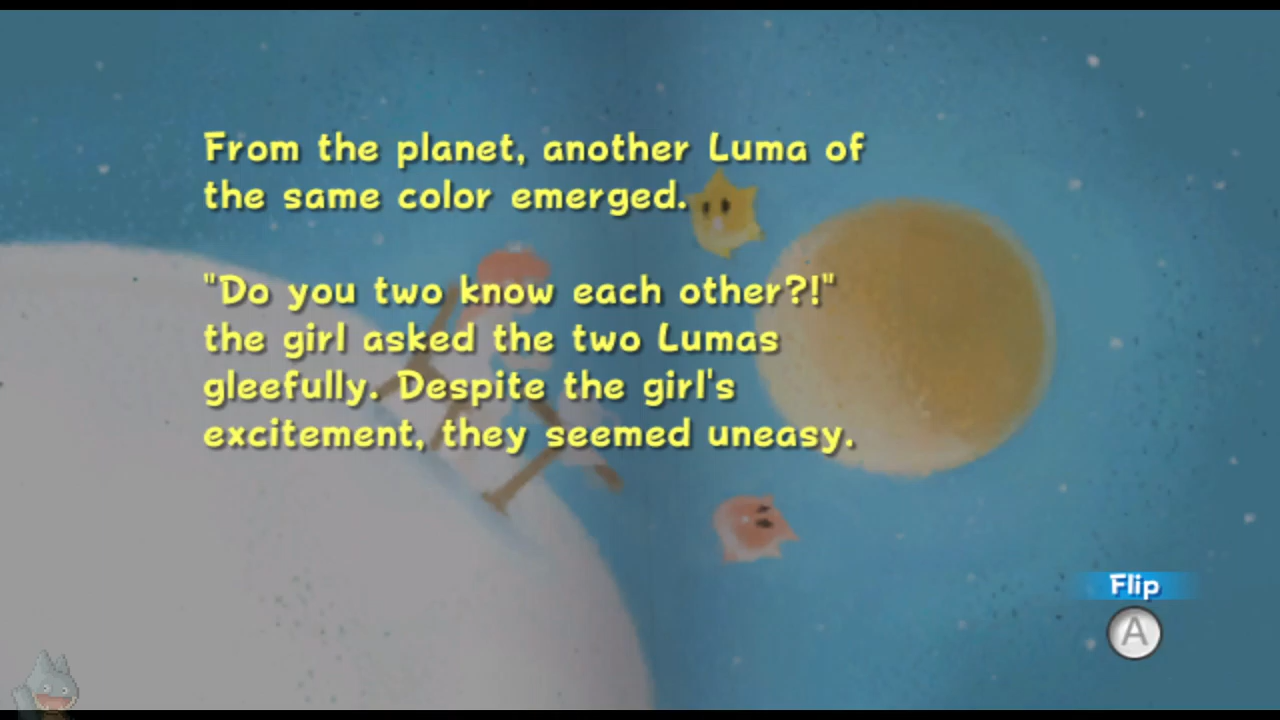 From the planet, another Luma of
the same color emerged.
"Do you two know each other?!"
the girl asked the two Lumas
gleefully. Despite the girl's
excitement, they seemed uneasy.
Flip
A